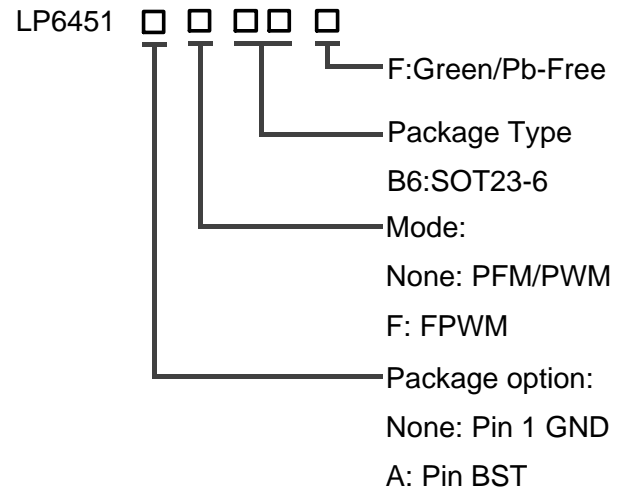 LP6451 □ □ □□ □
F:Green/Pb-Free
Package Type
B6:SOT23-6
Mode:
None: PFM/PWM
F: FPWM
Package option:
None: Pin 1 GND
A: Pin BST